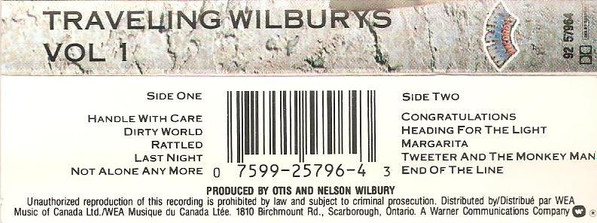 TRAVELING WILBURYS
VOL 1
92 57964
SIDE ONE
HANDLE WITH CARE
DIRTY WORLD
RATTLED
LAST NIGHT
NOT ALONE ANY MORE
0 7599-25796-4 3
SIDE TWO
CONGRATULATIONS
HEADING FOR THE LIGHT
MARGARITA
TWEETER AND THE MONKEY MAN
END OF THE LINE
PRODUCED BY OTIS AND NELSON WILBURY
Unauthorized reproduction of this recording is prohibited by law and subject to criminal prosecution. Distributed by/Distribué par WEA
Music of Canada Ltd./WEA Musique du Canada Ltée. 1810 Birchmount Rd., Scarborough, Ontario. A Warner Communications Company